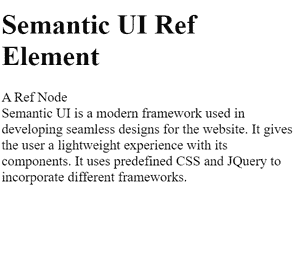 Semantic UI Ref
Element
A Ref Node
Semantic UI is a modern framework used in
developing seamless designs for the website. It gives
the user a lightweight experience with its
components. It uses predefined CSS and JQuery to
incorporate different frameworks.